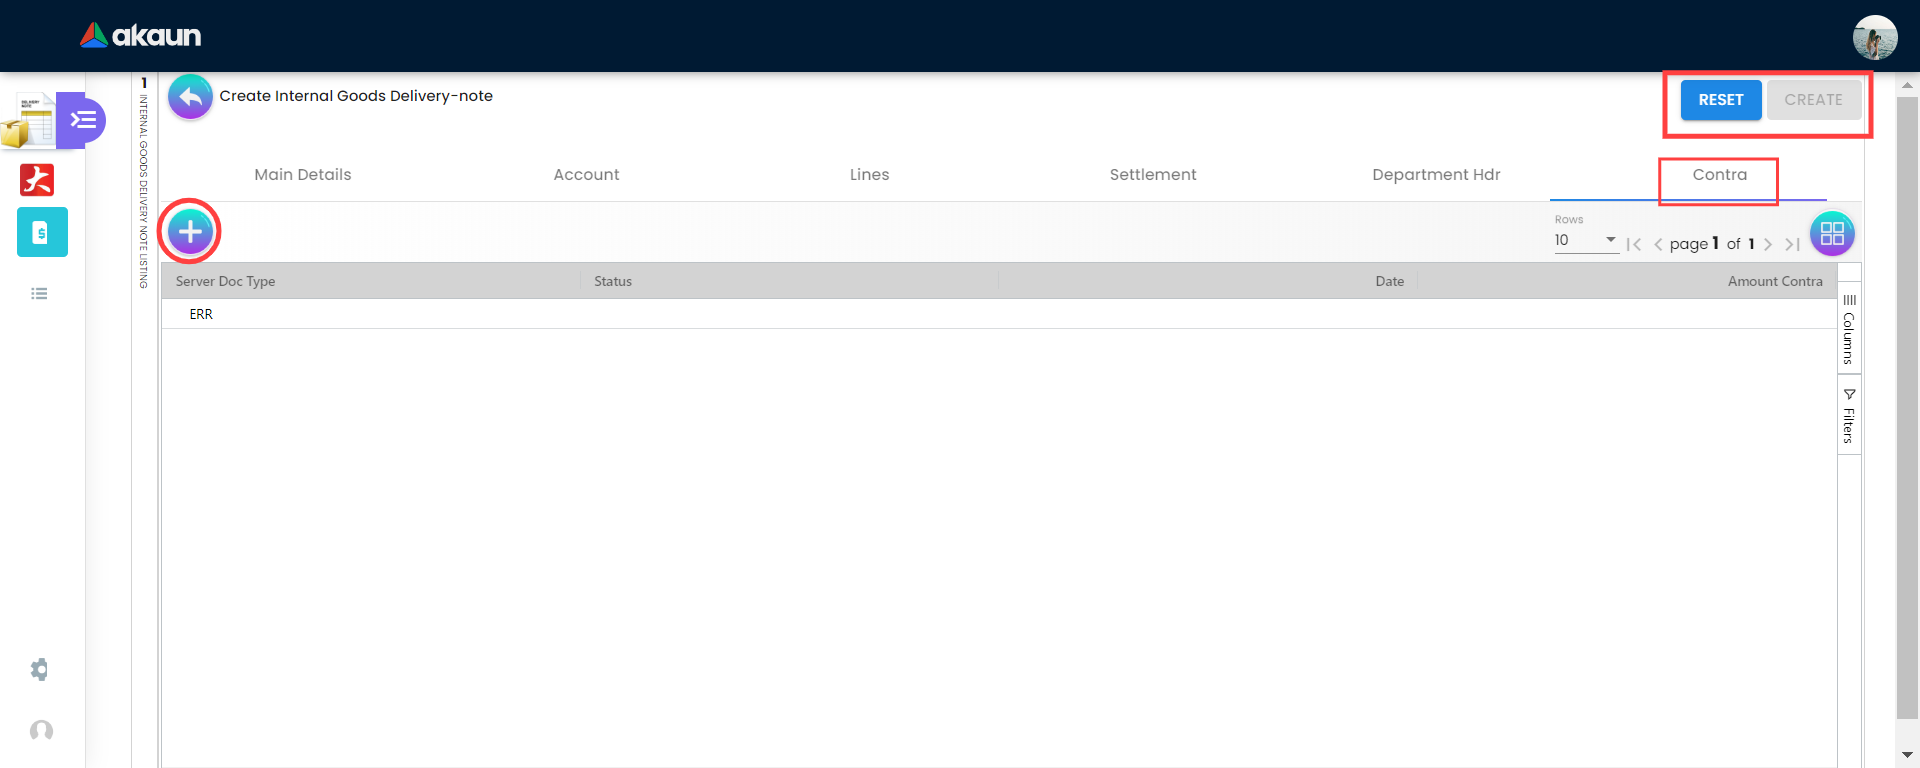 akaun
DELIVERY NOTE
1
INTERNAL GOODS DELIVERY NOTE LISTING
Create Internal Goods Delivery-note
RESET
CREATE
Main Details
Account
Lines
Settlement
Department Hdr
Contra
Rows
10
page 1 of 1
Server Doc Type
Status
Date
Amount Contra
ERR
Columns
Filters